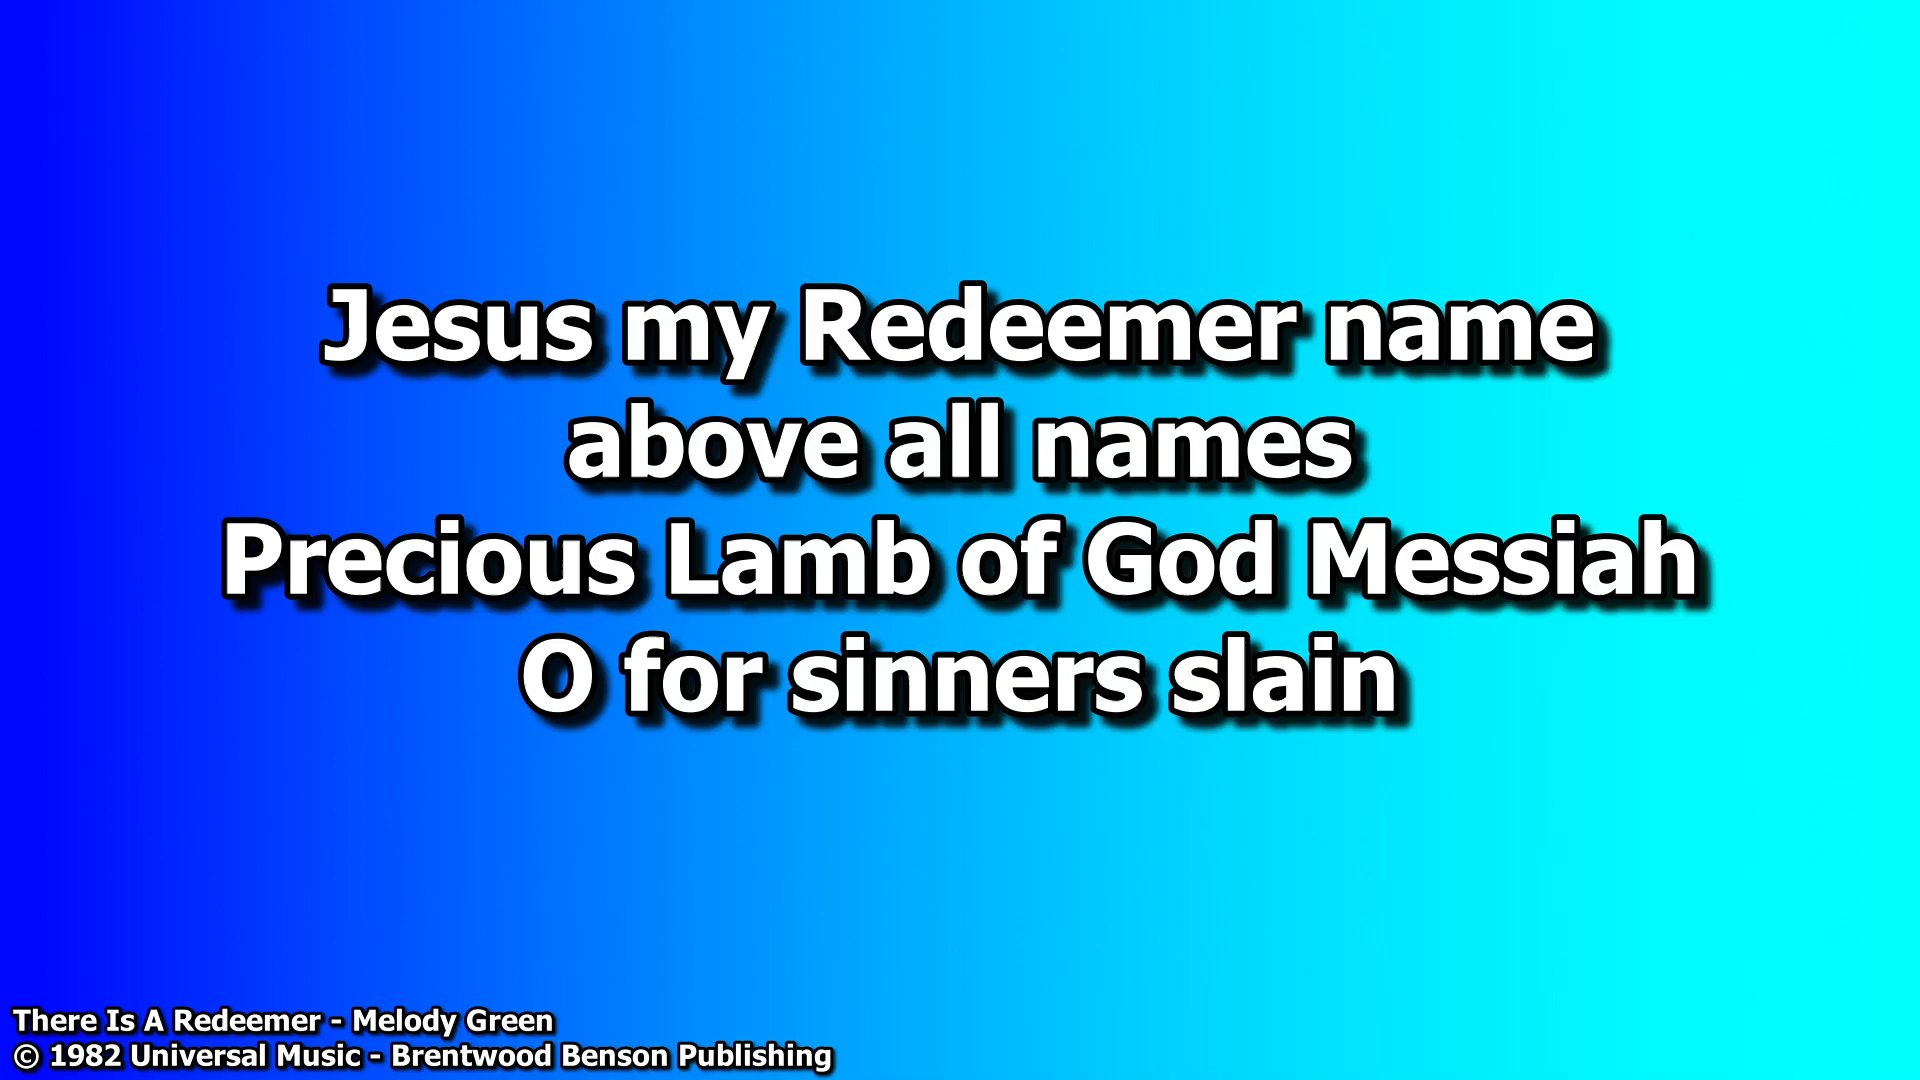 Jesus my Redeemer name
above all names
Precious Lamb of God Messiah
O for sinners slain
There Is A Redeemer - Melody Green
© 1982 Universal Music - Brentwood Benson Publishing